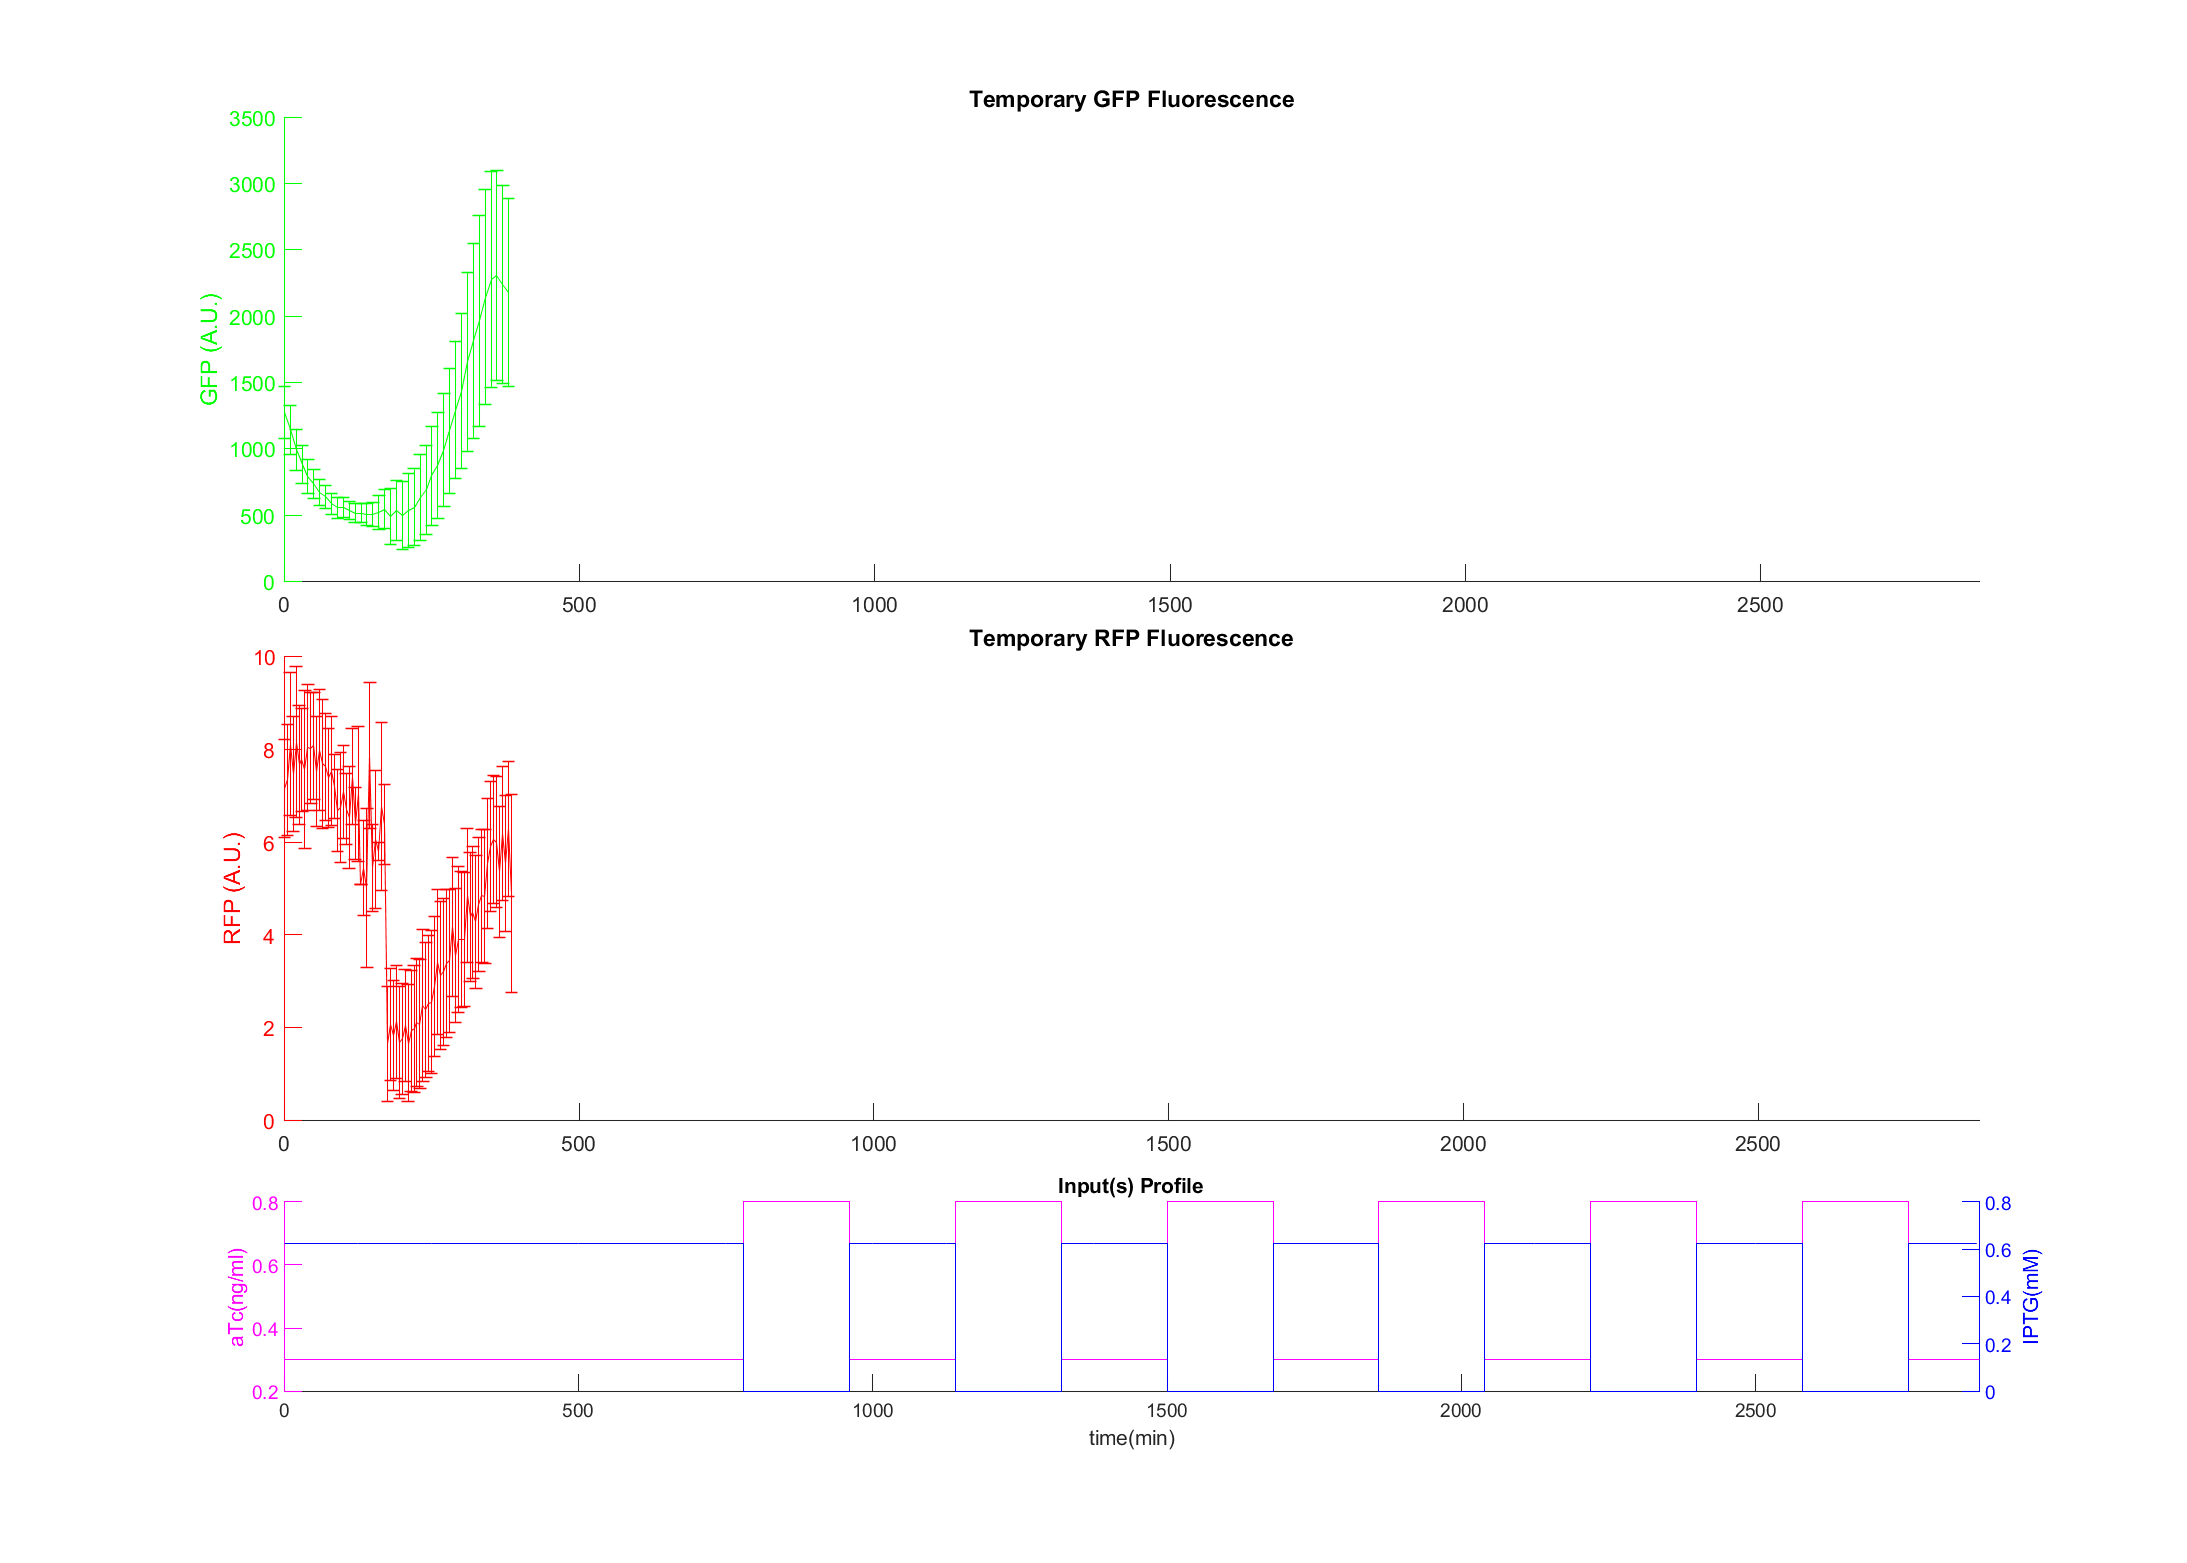 Temporary GFP Fluorescence
GFP (A.U.)
3500
3000
2500
2000
1500
1000
500
0
0 500 1000 1500 2000 2500
Temporary RFP Fluorescence
RFP (A.U.)
10
8
6
4
2
0
0 500 1000 1500 2000 2500
Input(s) Profile
aTc(ng/ml)
0.8
0.6
0.4
0.2
0.8
0.6
0.4
0.2
0
IPTG(mM)
0 500 1000 1500 2000 2500
time(min)